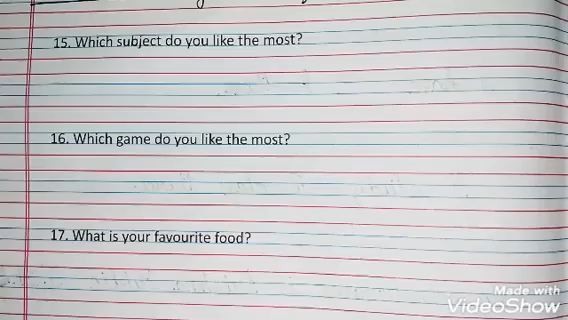 15. Which subject do you like the most?
16. Which game do you like the most?
17. What is your favourite food?
Made with
VideoShow